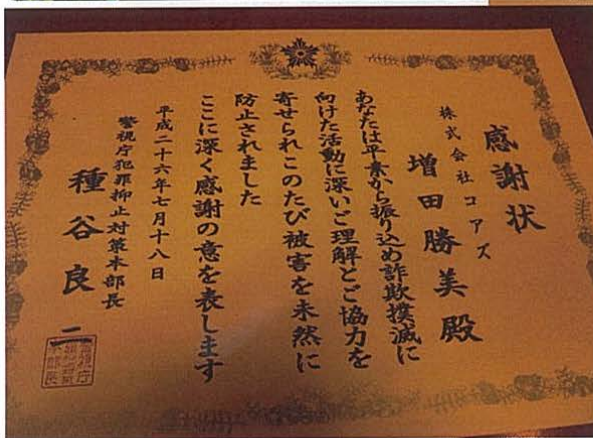 感謝状
株式会社コアズ
増田勝美殿
あなたは平素から振り込め詐欺撲滅に
向けた活動に深いご理解とご協力を
寄せられこのたび被害を未然に
防止されました
ここに深く感謝の意を表します
平成二十六年七月十八日
警視庁犯罪抑止対策本部長
種谷良二